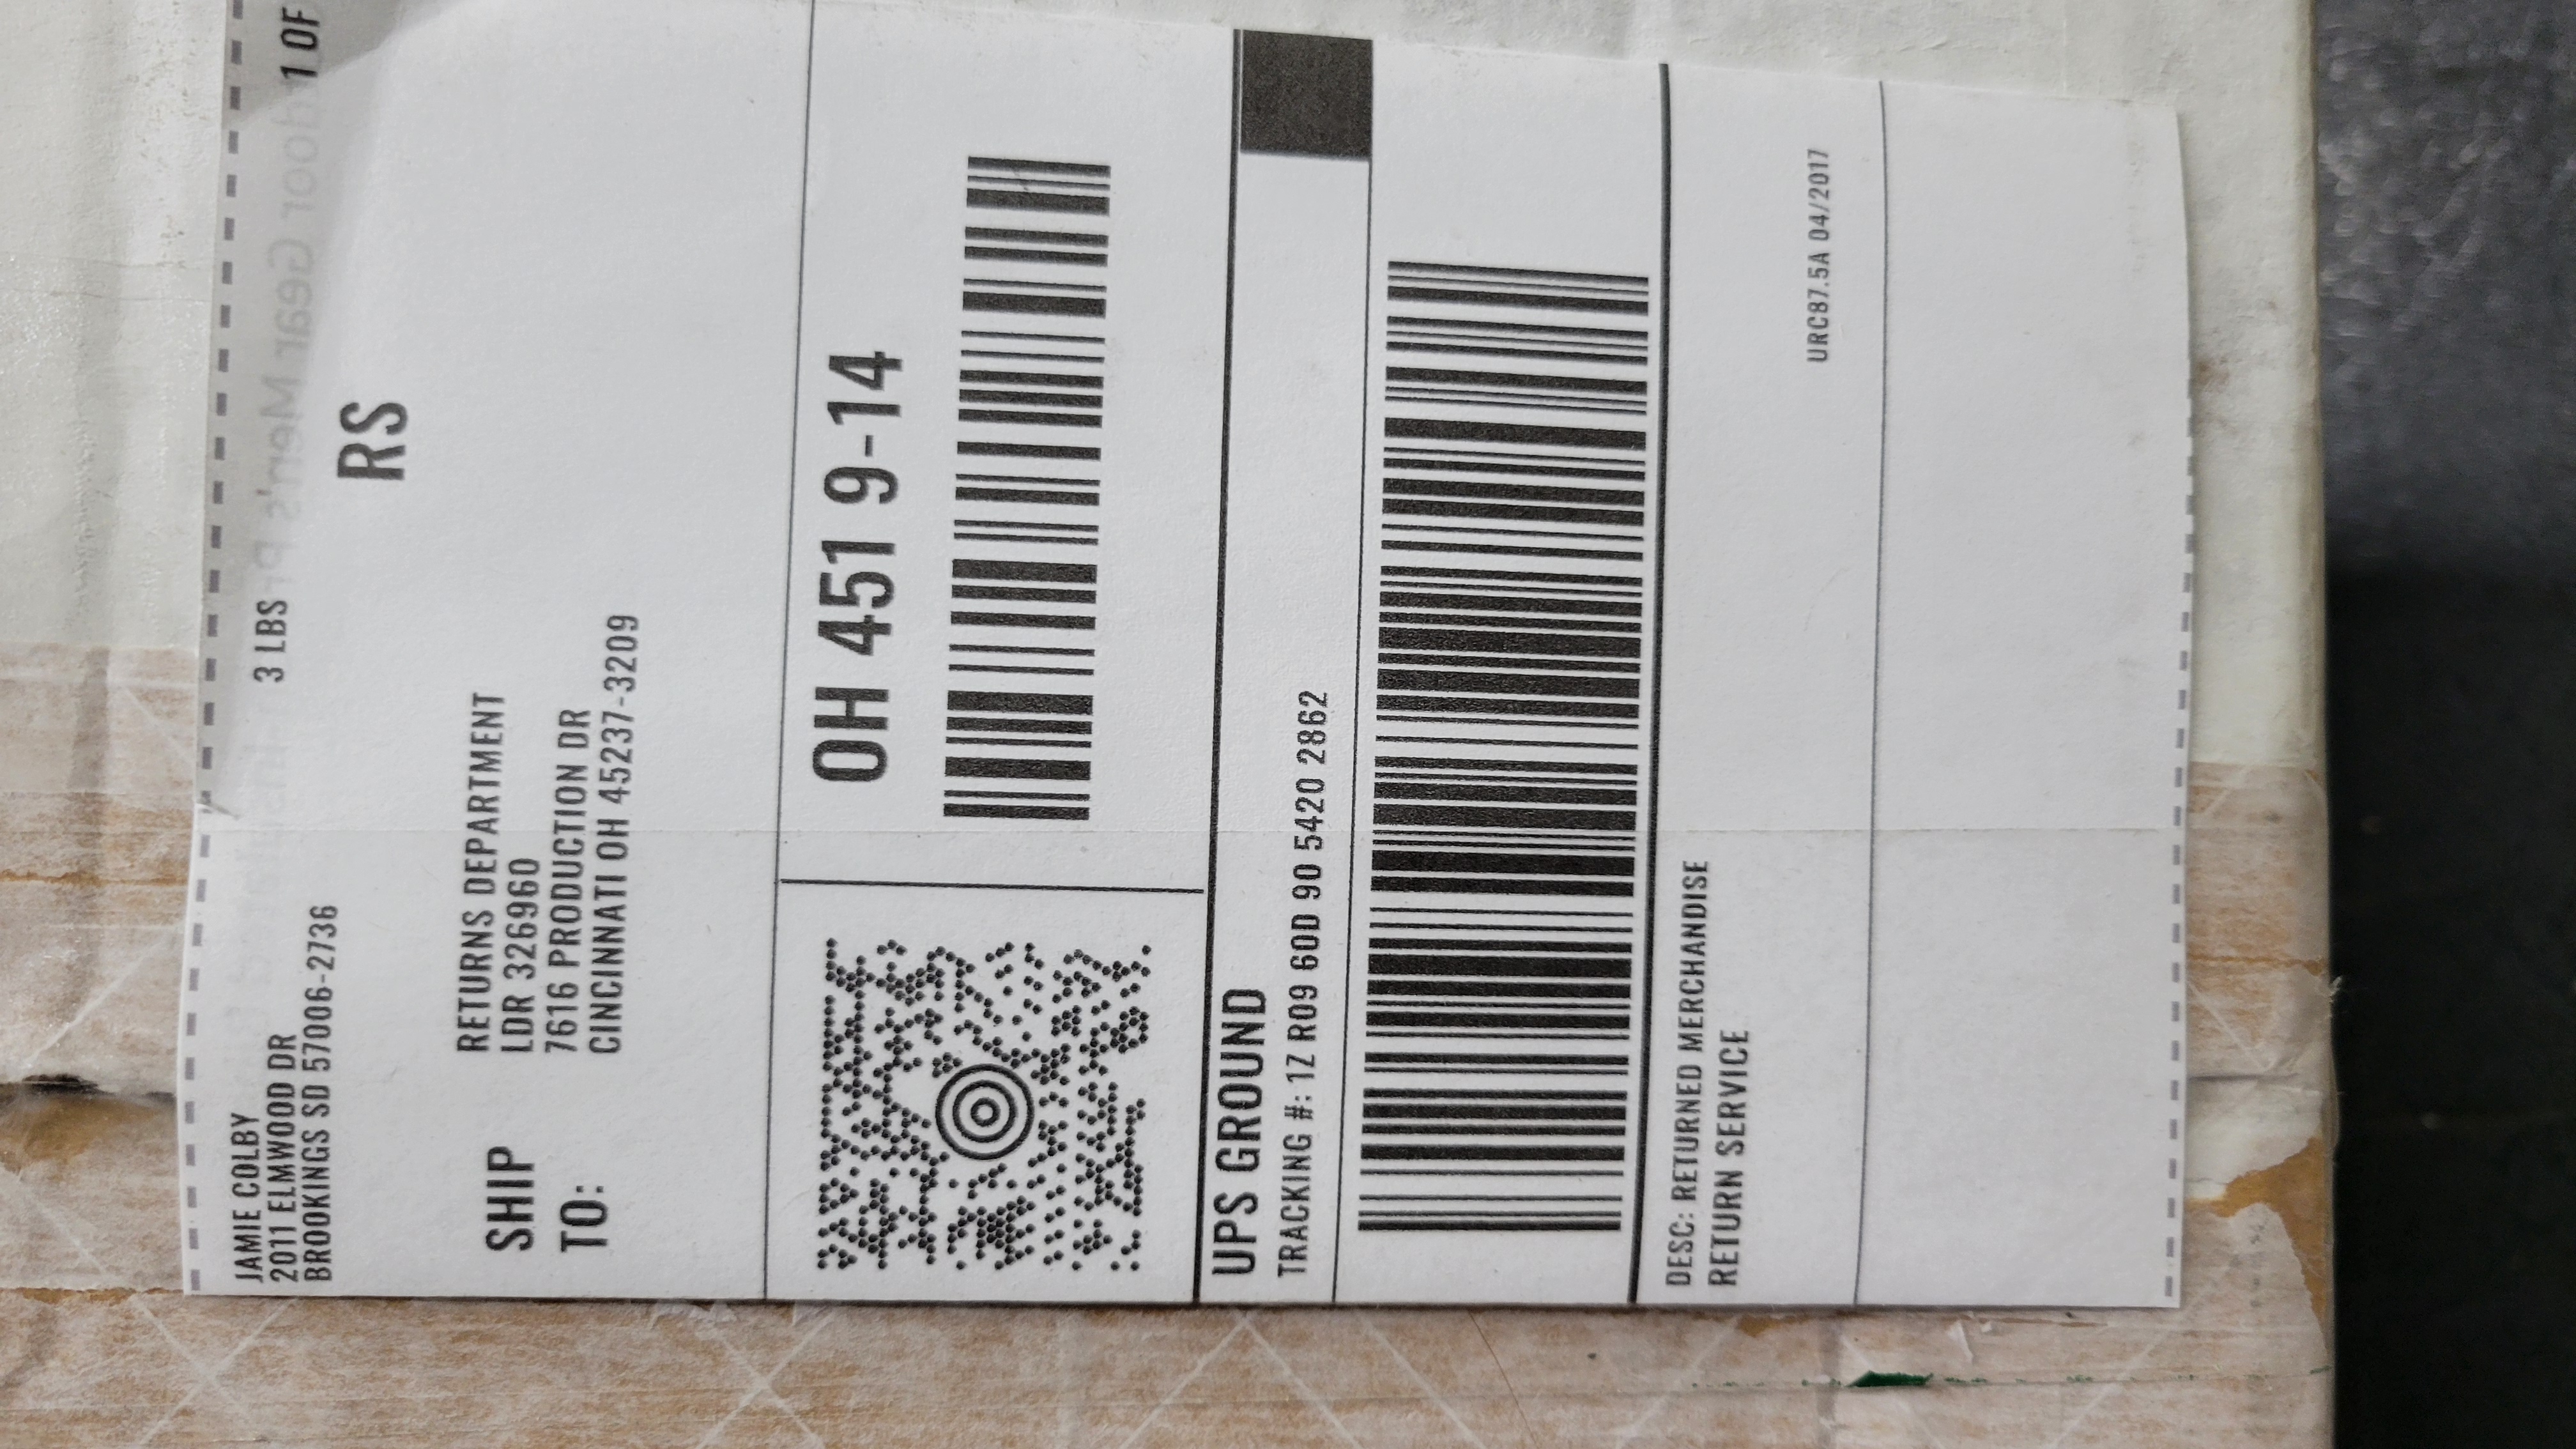 JAMIE COLBY
2011 ELMWOOD DR
BROOKINGS SD 57006-2736
3 LBS
1 OF
RS
SHIP
TO:
RETURNS DEPARTMENT
LDR 326960
7616 PRODUCTION DR
CINCINNATI OH 45237-3209
OH 451 9-14
UPS GROUND
TRACKING #: 1Z R09 60D 90 5420 2862
DESC: RETURNED MERCHANDISE
RETURN SERVICE
URC87.5A 04/2017